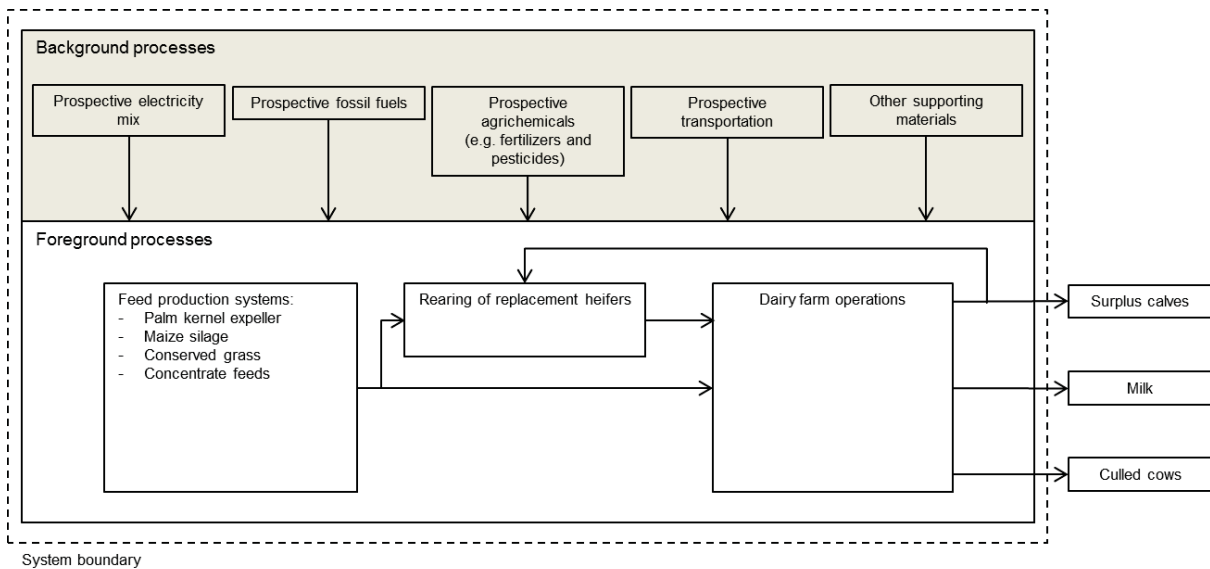 Background processes
Prospective electricity
mix
Prospective fossil fuels
Prospective
agrichemicals
(e.g. fertilizers and
pesticides)
Prospective
transportation
Other supporting
materials
Foreground processes
Feed production systems:
- Palm kernel expeller
- Maize silage
- Conserved grass
- Concentrate feeds
Rearing of replacement heifers
Dairy farm operations
Surplus calves
Milk
Culled cows
System boundary